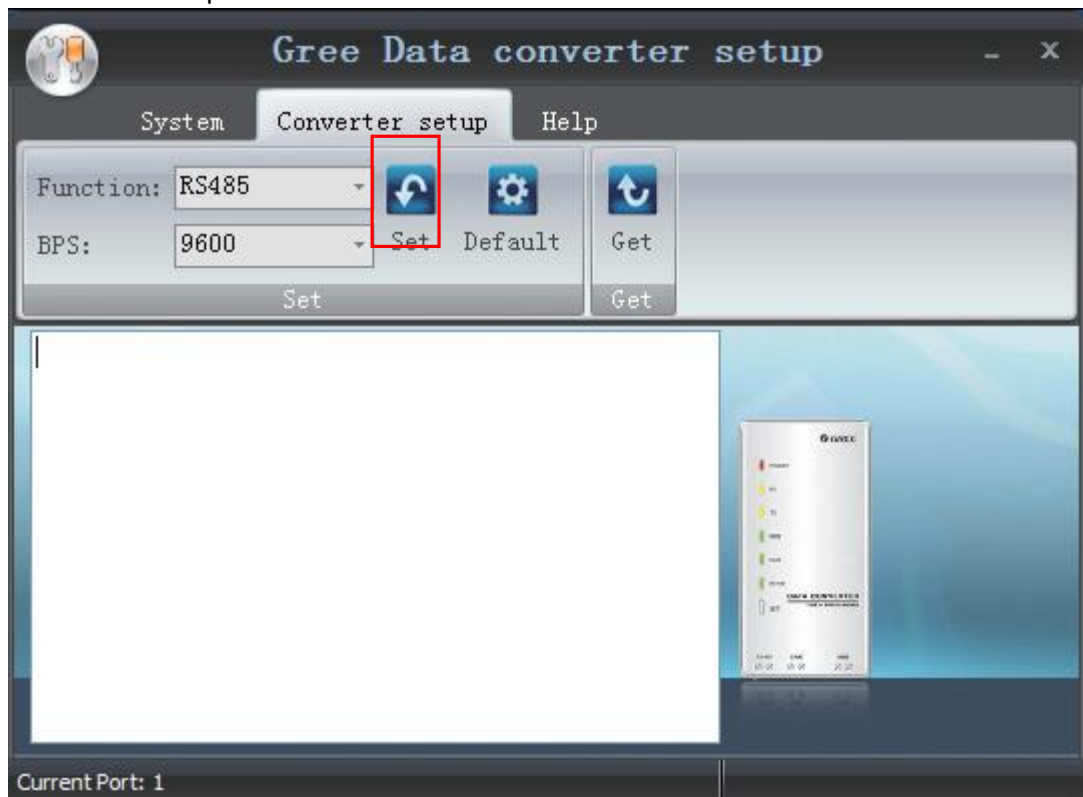 Gree Data converter setup
System Converter setup Help
Function: RS485
BPS: 9600
Set Default Get
Set Get
GREE
DATA CONVERTER
Current Port: 1